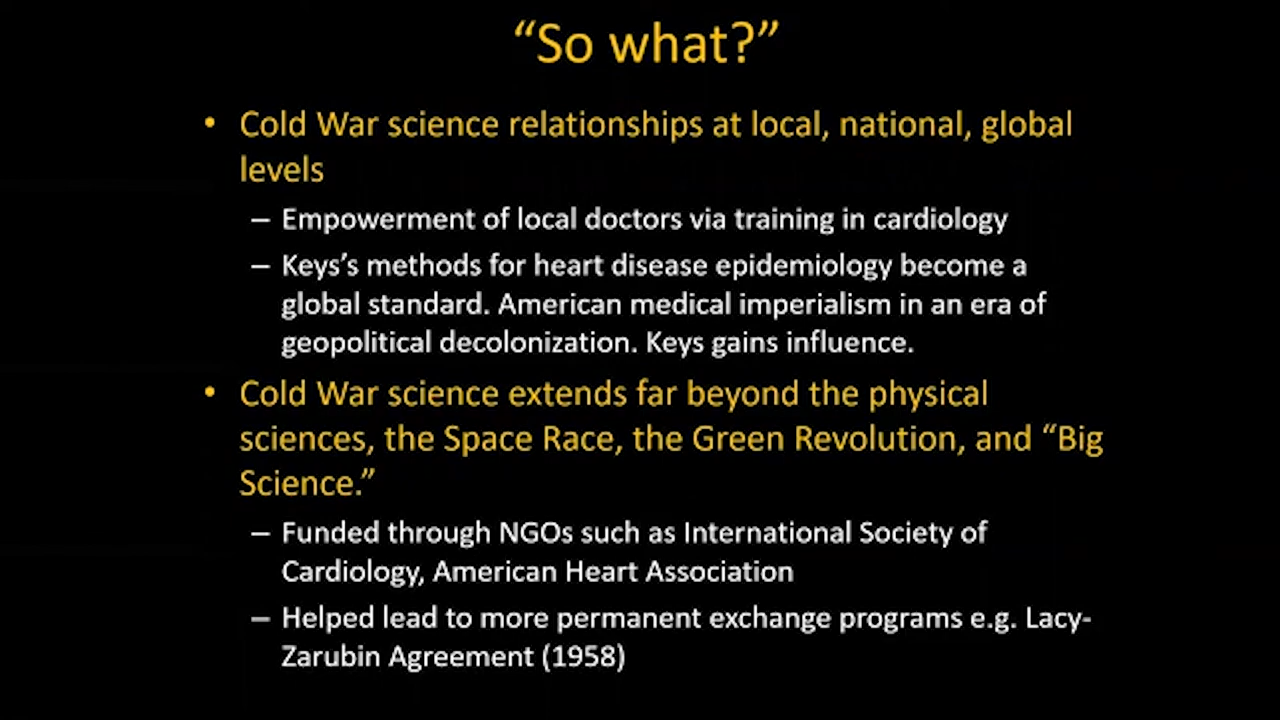 “So what?”
• Cold War science relationships at local, national, global
levels
– Empowerment of local doctors via training in cardiology
– Keys’s methods for heart disease epidemiology become a
global standard. American medical imperialism in an era of
geopolitical decolonization. Keys gains influence.
• Cold War science extends far beyond the physical
sciences, the Space Race, the Green Revolution, and “Big
Science.”
– Funded through NGOs such as International Society of
Cardiology, American Heart Association
– Helped lead to more permanent exchange programs e.g. Lacy-
Zarubin Agreement (1958)